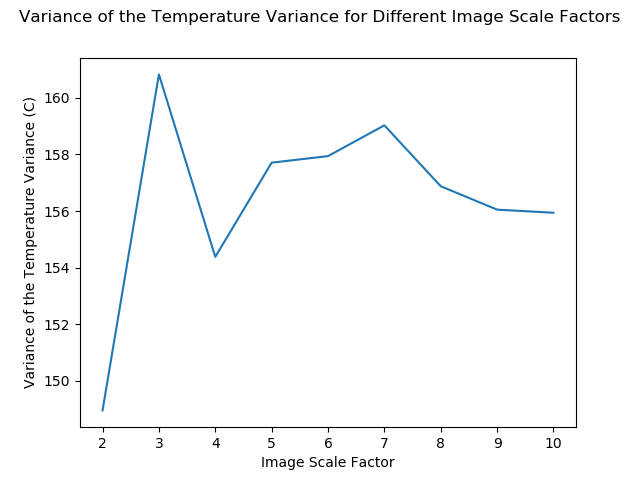 Variance of the Temperature Variance for Different Image Scale Factors
Variance of the Temperature Variance (C)
160
158
156
154
152
150
2 3 4 5 6 7 8 9 10
Image Scale Factor